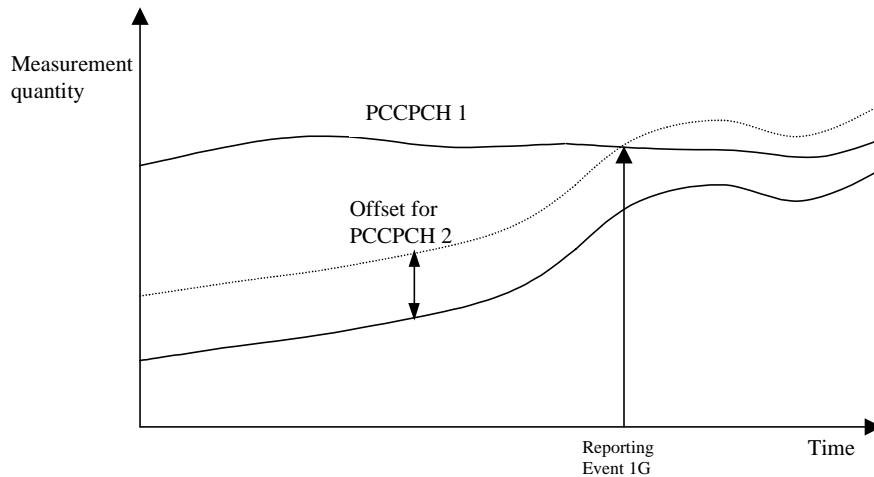 Measurement
quantity
PCCPCH 1
Offset for
PCCPCH 2
Reporting
Event 1G
Time